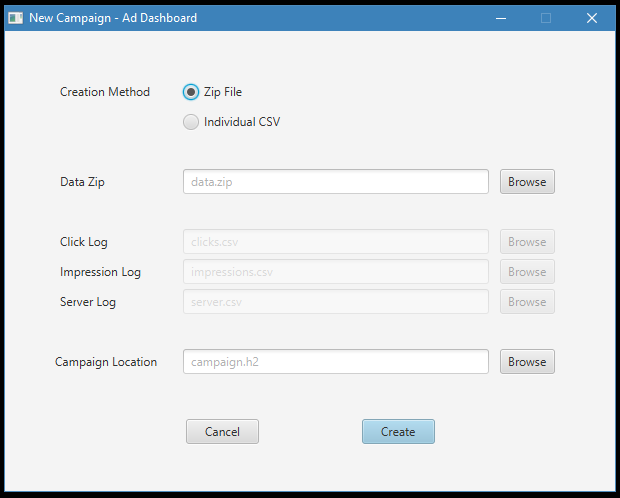 New Campaign - Ad Dashboard
Creation Method Zip File
Individual CSV
Data Zip data.zip Browse
Click Log clicks.csv Browse
Impression Log impressions.csv Browse
Server Log server.csv Browse
Campaign Location campaign.h2 Browse
Cancel Create